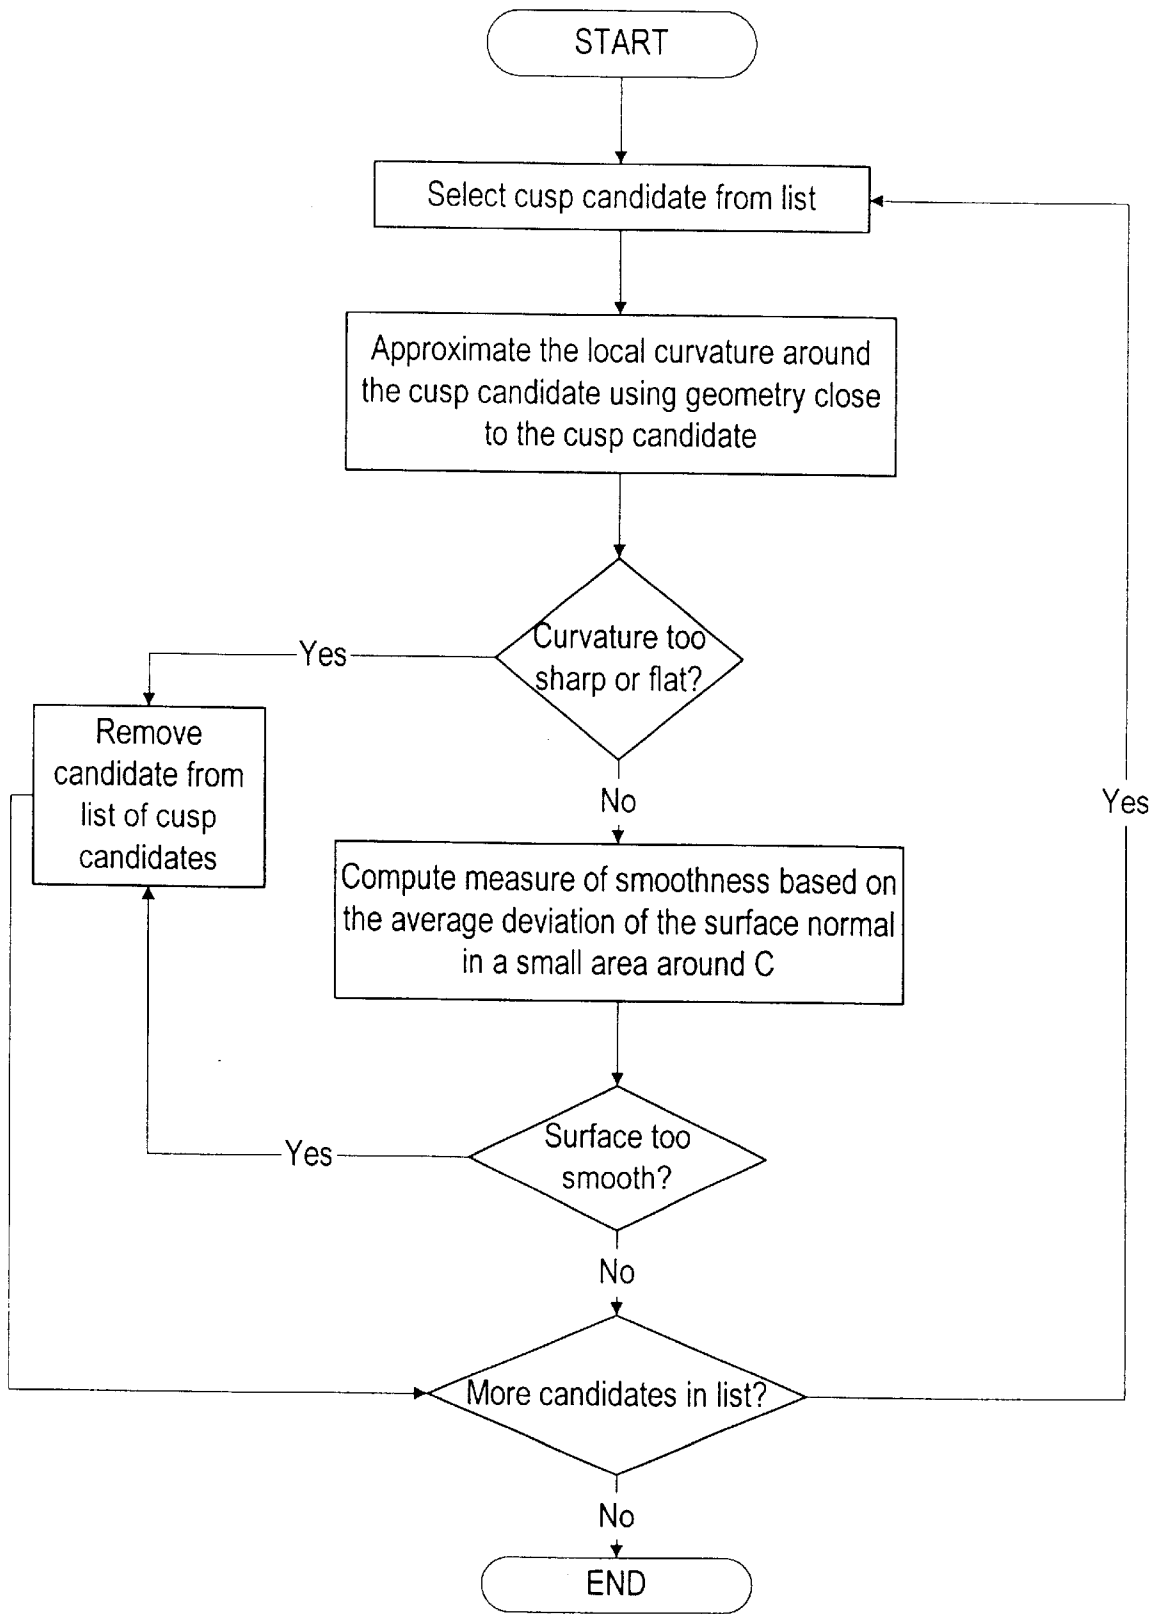 START
Select cusp candidate from list
Approximate the local curvature around
the cusp candidate using geometry close
to the cusp candidate
Curvature too
sharp or flat?
Yes
Remove
candidate from
list of cusp
candidates
No
Yes
Compute measure of smoothness based on
the average deviation of the surface normal
in a small area around C
Surface too
smooth?
Yes
No
More candidates in list?
No
END